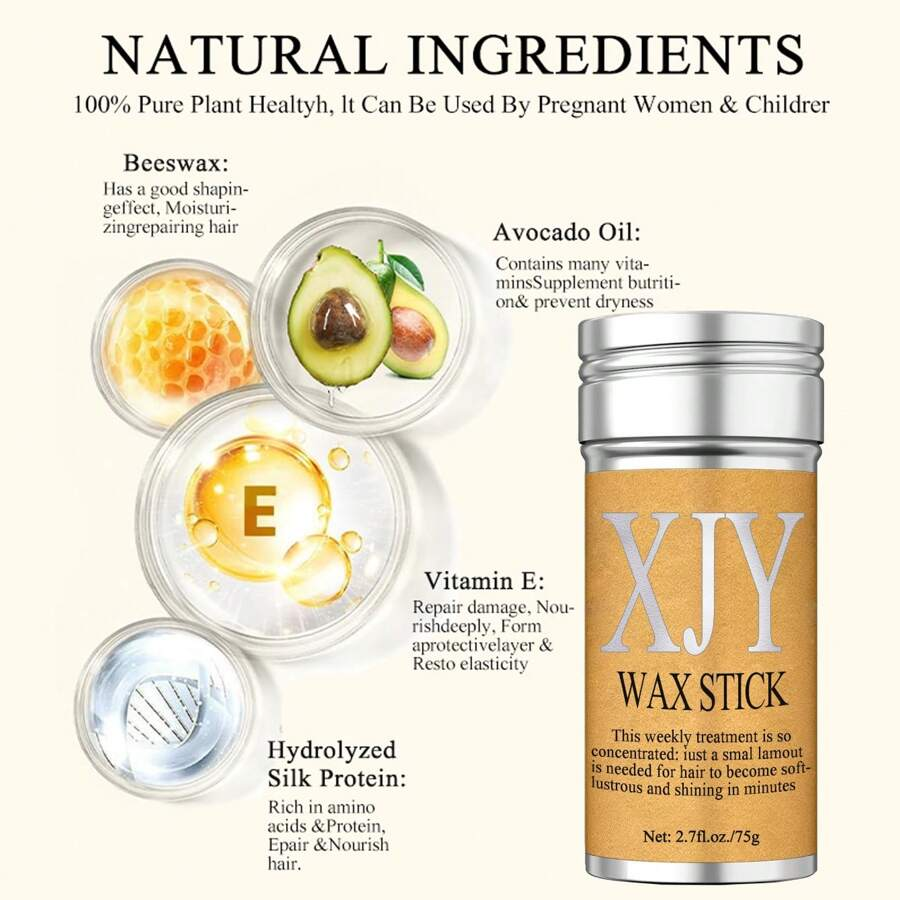 NATURAL INGREDIENTS
100% Pure Plant Healtyh, lt Can Be Used By Pregnant Women & Childrer
Beeswax:
Has a good shapin-
geffect, Moisturi-
zingrepairing hair
Avocado Oil:
Contains many vita-
minsSupplement butriti-
on& prevent dryness
E
Vitamin E:
Repair damage, Nou-
rishdeeply, Form
aprotectivelayer &
Resto elasticity
Hydrolyzed
Silk Protein:
Rich in amino
acids &Protein,
Epair &Nourish
hair.
XJY
WAX STICK
This weekly treatment is so
concentrated: just a smal lamout
is needed for hair to become soft-
lustrous and shining in minutes
Net: 2.7fl.oz./75g